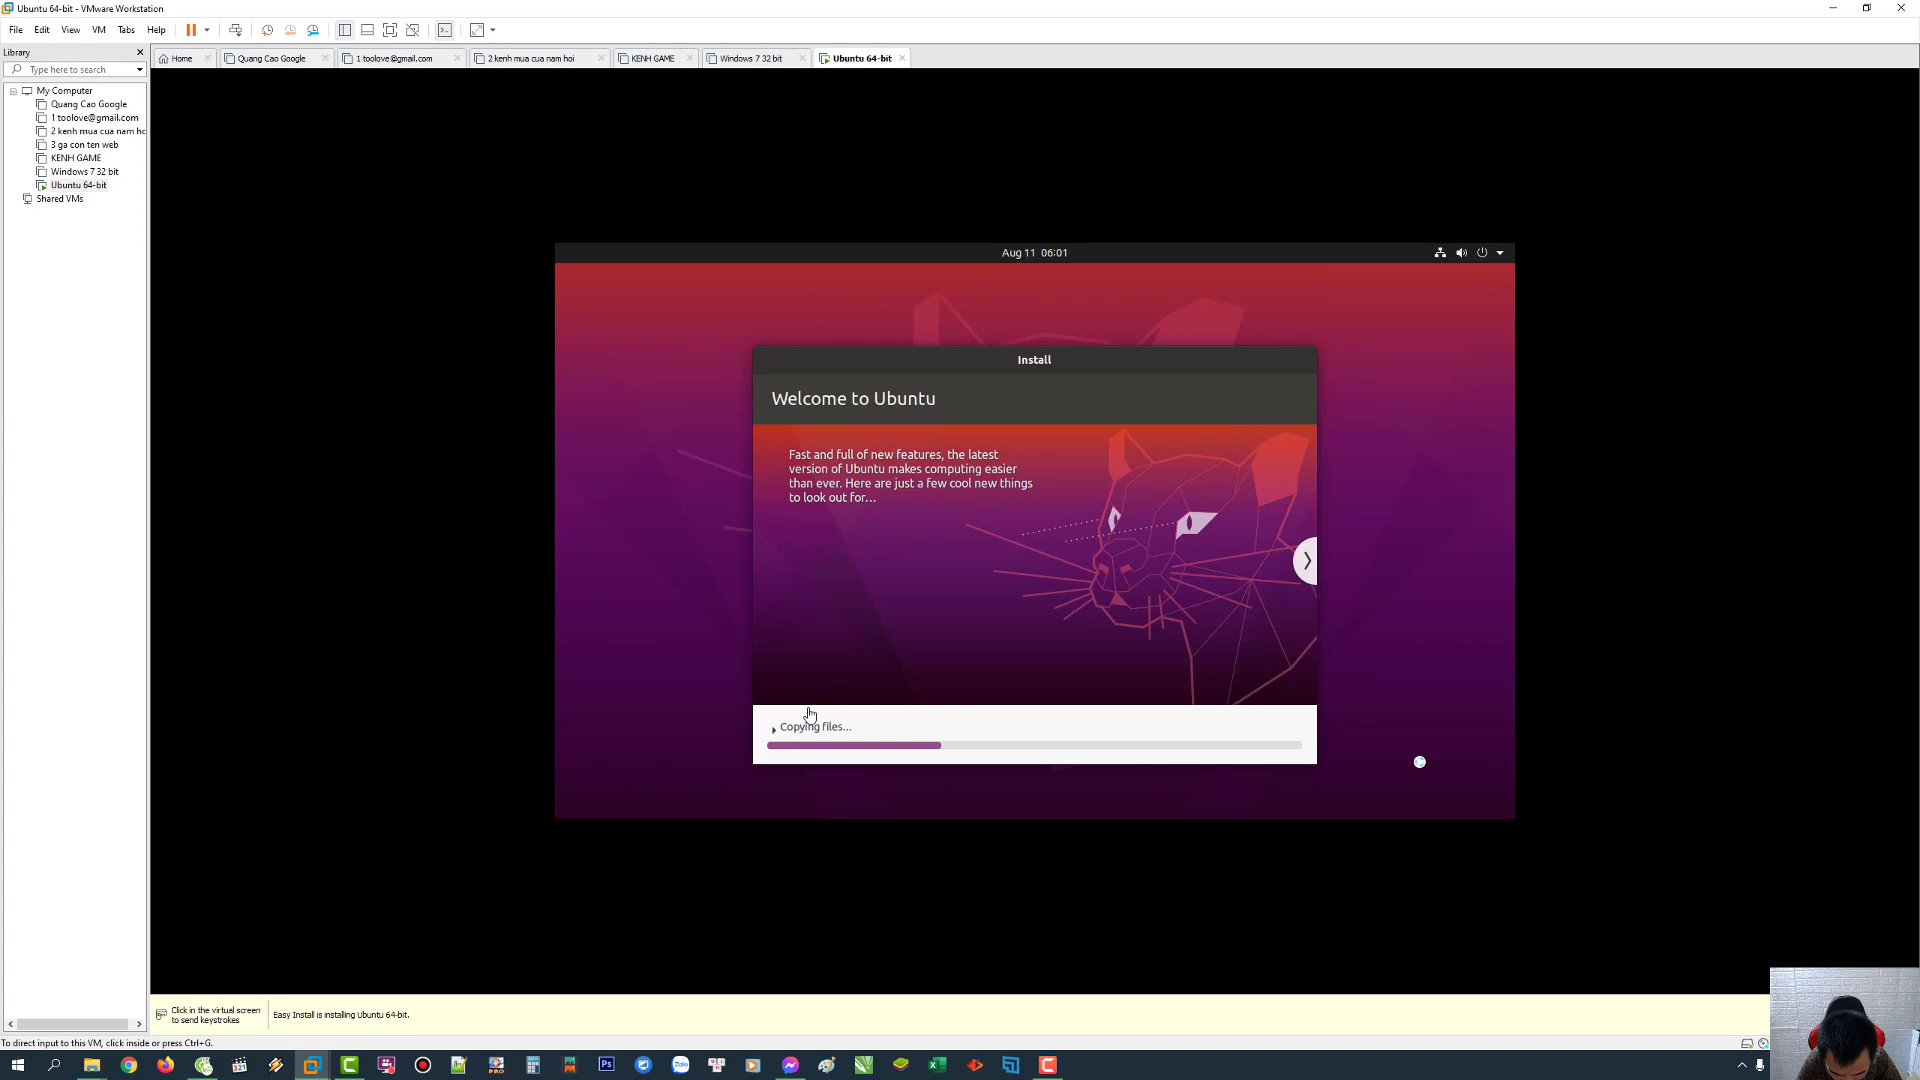 Ubuntu 64-bit - VMware Workstation
File Edit View VM Tabs Help
Library
Type here to search
My Computer
Quang Cao Google
1 toolove@gmail.com
2 kenh mua cua nam ho
3 ga con ten web
KENH GAME
Windows 7 32 bit
Ubuntu 64-bit
Shared VMs
Home Quang Cao Google 1 toolove@gmail.com 2 kenh mua cua nam hoi KENH GAME Windows 7 32 bit Ubuntu 64-bit
Aug 11 06:01
Install
Welcome to Ubuntu
Fast and full of new features, the latest
version of Ubuntu makes computing easier
than ever. Here are just a few cool new things
to look out for...
Copying files...
Click in the virtual screen
to send keystrokes
Easy Install is installing Ubuntu 64-bit.
To direct input to this VM, click inside or press Ctrl+G.